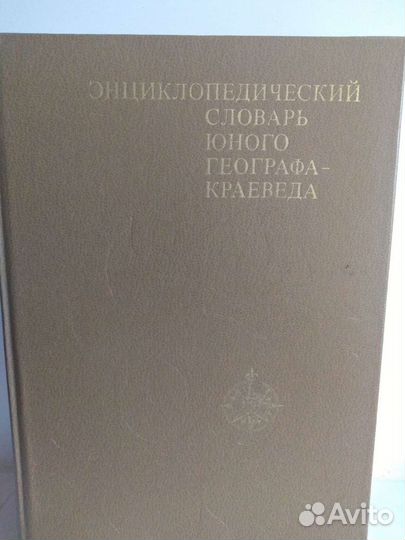 ЭНЦИКЛОПЕДИЧЕСКИЙ
СЛОВАРЬ
ЮНОГО
ГЕОГРАФА-
КРАЕВЕДА
Avito